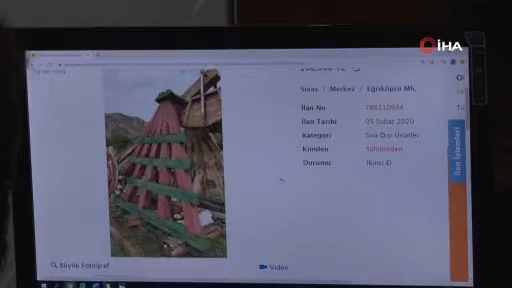 İHA
Sivas / Merkez / Eğriköprü Mh.
İlan No 786110934
İlan Tarihi 05 Şubat 2020
Kategori Sıra Dışı Ürünler
Kimden Sahibinden
Durumu İkinci El
İlan İşlemleri
Büyük Fotoğraf
Video